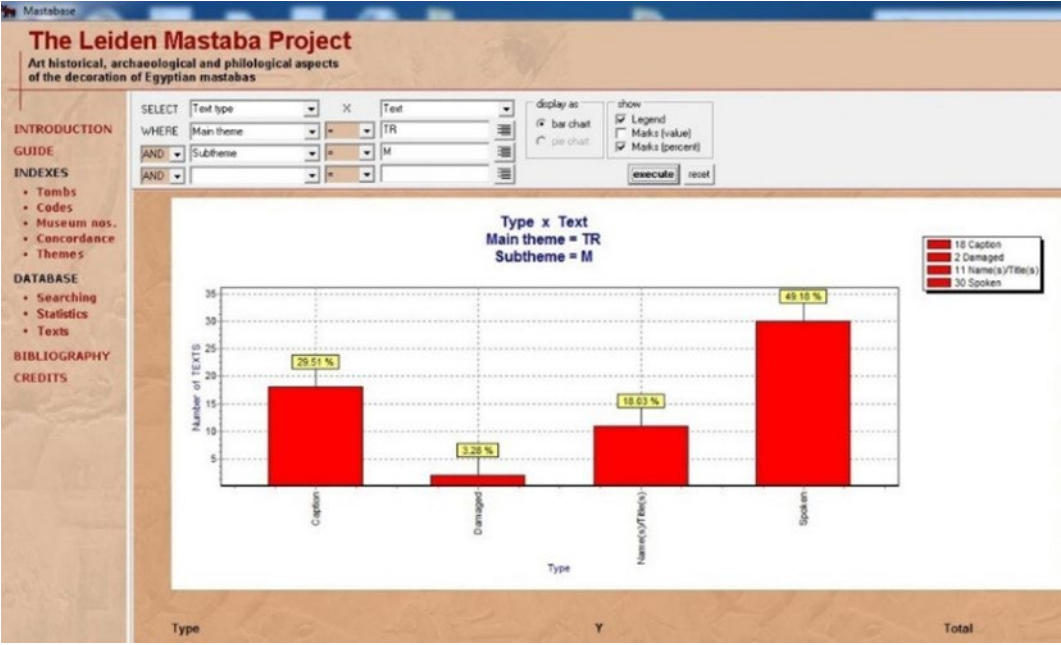 Mastabase
The Leiden Mastaba Project
Art historical, archaeological and philological aspects
of the decoration of Egyptian mastabas
INTRODUCTION
GUIDE
INDEXES
• Tombs
• Codes
• Museum nos.
• Concordance
• Themes
DATABASE
• Searching
• Statistics
• Texts
BIBLIOGRAPHY
CREDITS
SELECT Text type X Text
WHERE Main theme = TR
AND Subtheme = M
AND =
display as
bar chart
pie chart
show
Legend
Marks (value)
Marks (percent)
execute reset
Type x Text
Main theme = TR
Subtheme = M
18 Caption
2 Damaged
11 Name(s)/Title(s)
30 Spoken
Number of TEXTS
35
30
25
20
15
10
5
29.51 %
3.28 %
18.03 %
49.18 %
Caption
Damaged
Name(s)/Title(s)
Spoken
Type
Type Y Total